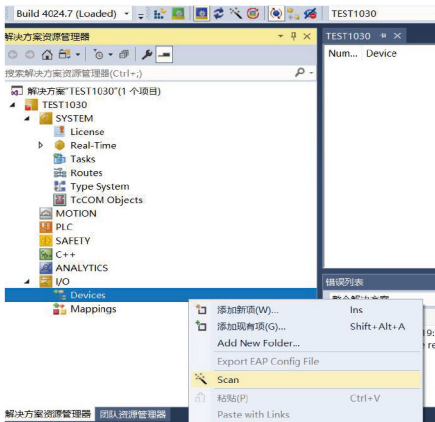 Build 4024.7 (Loaded)
TEST1030
解决方案资源管理器
搜索解决方案资源管理器(Ctrl+;)
解决方案"TEST1030"(1 个项目)
TEST1030
SYSTEM
License
Real-Time
Tasks
Routes
Type System
TcCOM Objects
MOTION
PLC
SAFETY
C++
ANALYTICS
I/O
Devices
Mappings
添加新项(W)... Ins
添加现有项(G)... Shift+Alt+A
Add New Folder...
Export EAP Config File
Scan
粘贴(P) Ctrl+V
Paste with Links
解决方案资源管理器 团队资源管理器
TEST1030
Num... Device
错误列表
19: